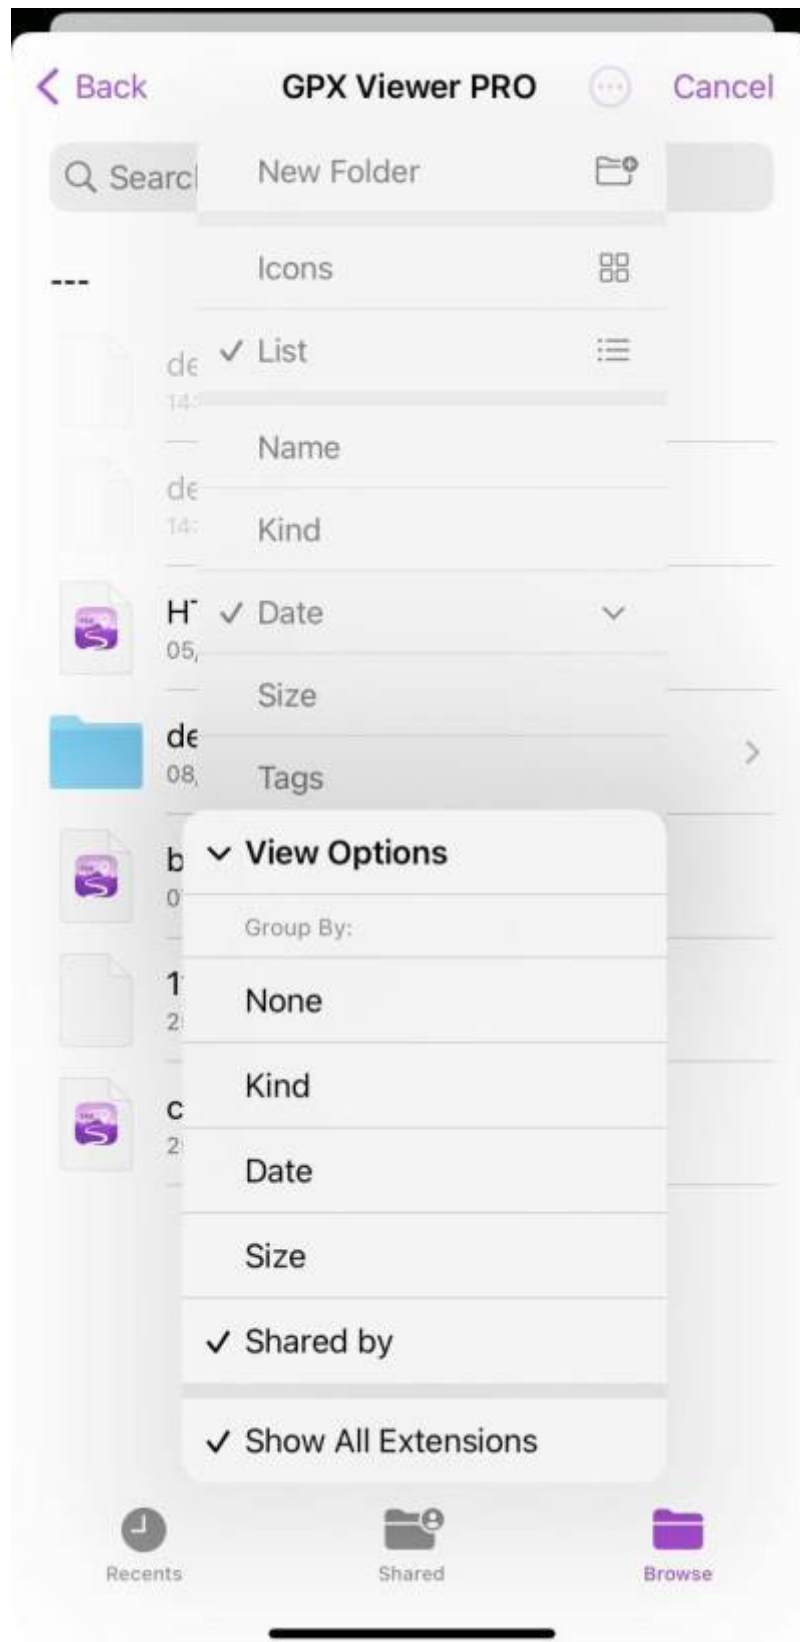 Back
GPX Viewer PRO
Cancel
New Folder
Icons
---
List
Name
Kind
Date
Size
Tags
View Options
Group By:
None
Kind
Date
Size
Shared by
Show All Extensions
Recents
Shared
Browse